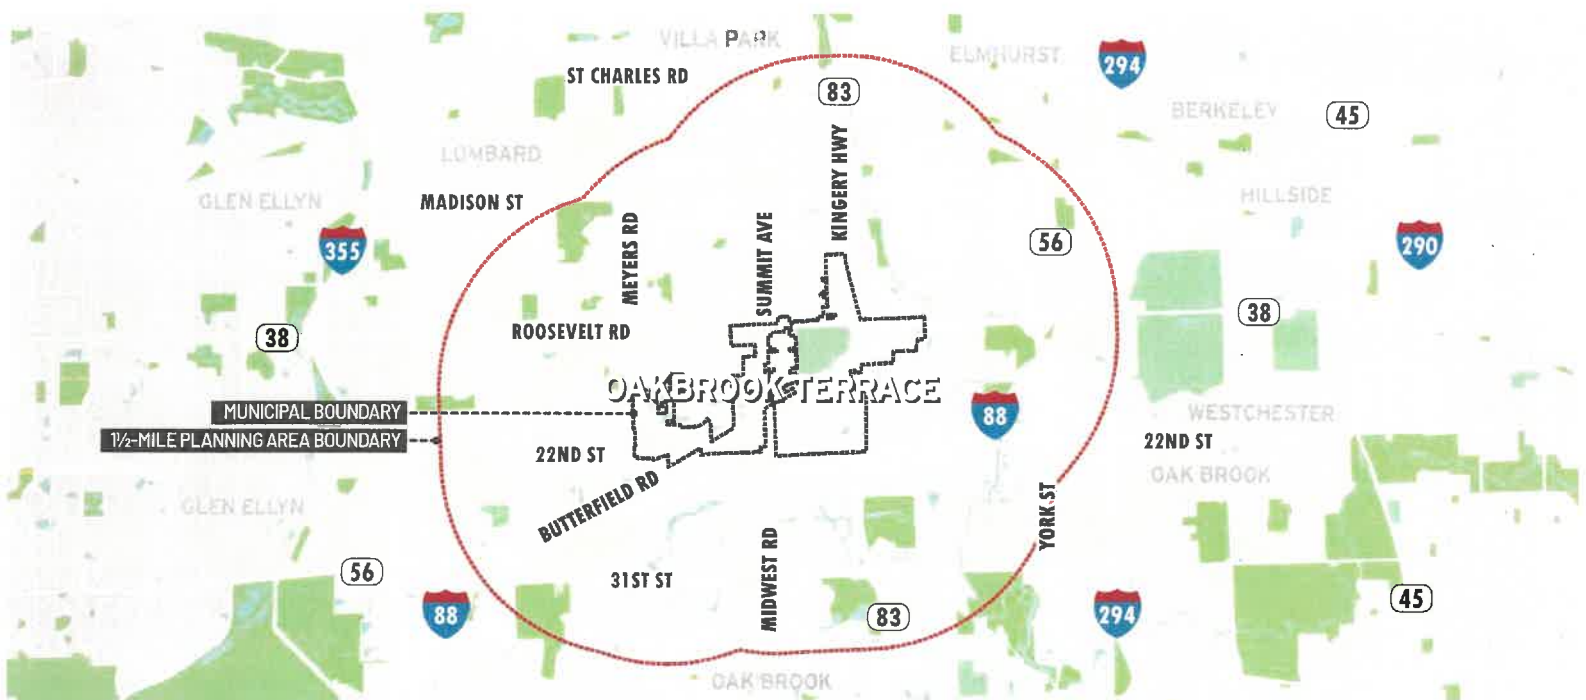 VILLA PARK
ELMHURST
294
ST CHARLES RD
83
BERKELEY
45
LOMBARD
KINGERY HWY
GLEN ELLYN
MADISON ST
HILLSIDE
355
MEYERS RD
SUMMIT AVE
56
290
38
ROOSEVELT RD
38
OAKBROOK TERRACE
MUNICIPAL BOUNDARY
88
WESTCHESTER
1½-MILE PLANNING AREA BOUNDARY
22ND ST
22ND ST
OAK BROOK
BUTTERFIELD RD
GLEN ELLYN
YORK ST
56
31ST ST
MIDWEST RD
88
83
294
45
OAK BROOK